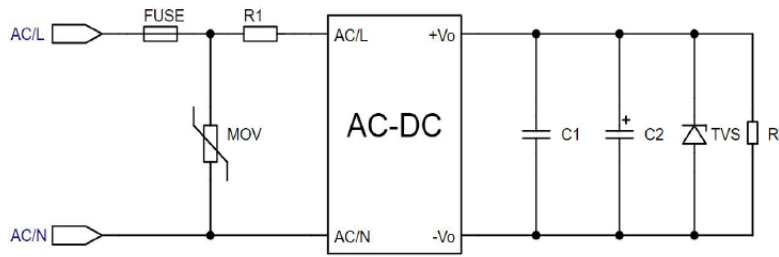 FUSE
R1
AC/L
AC/L
+Vo
AC-DC
MOV
+
C1
C2
TVS
R
AC/N
AC/N
-Vo